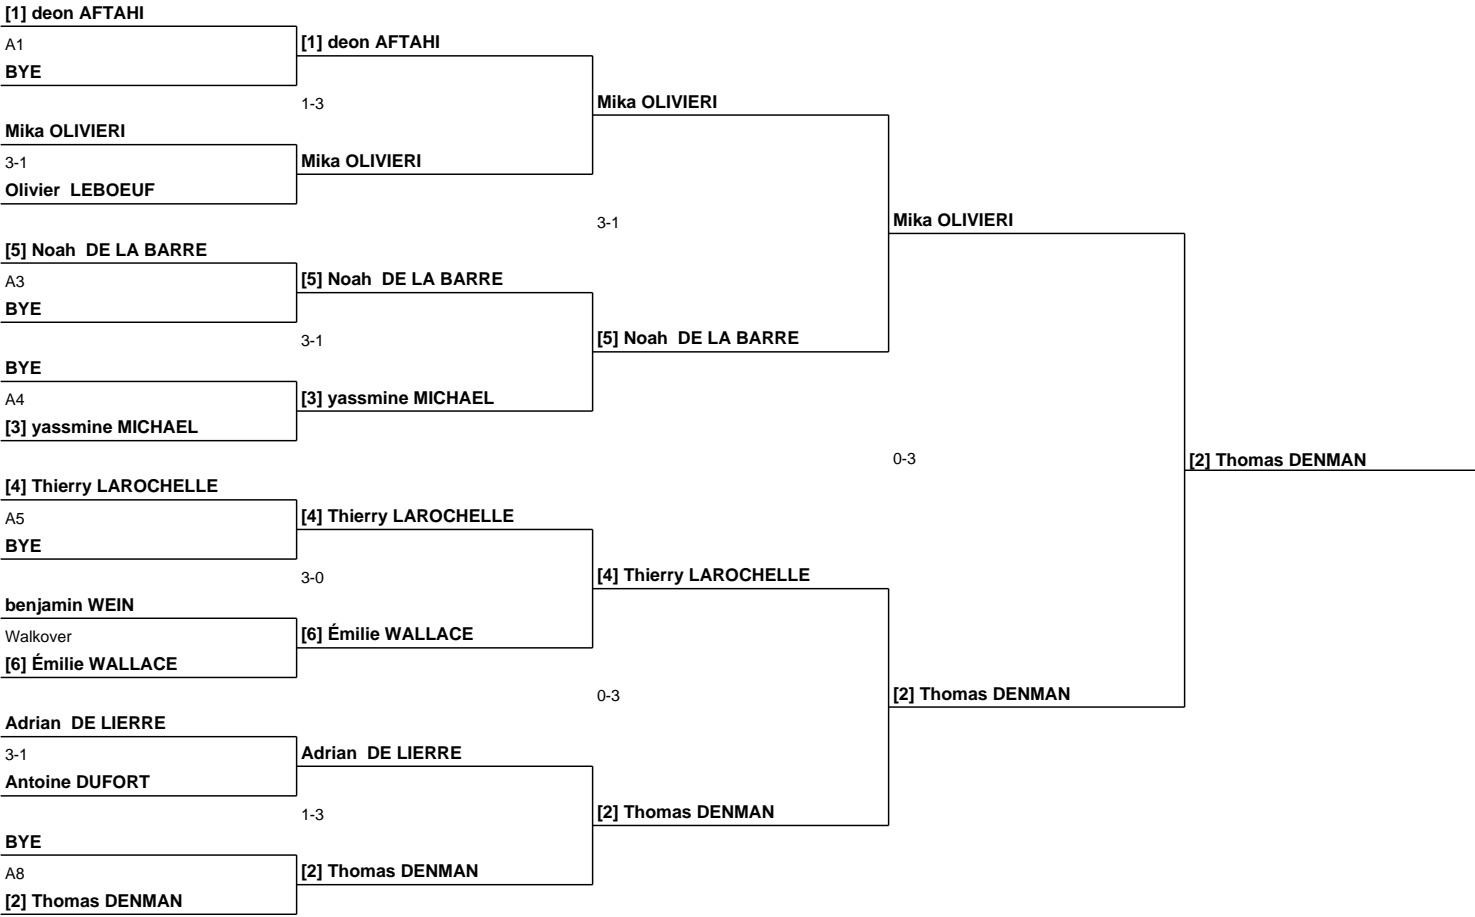 [1] deon AFTAHI
A1
[1] deon AFTAHI
BYE
1-3
Mika OLIVIERI
Mika OLIVIERI
3-1
Mika OLIVIERI
Olivier  LEBOEUF
3-1
Mika OLIVIERI
[5] Noah  DE LA BARRE
A3
[5] Noah  DE LA BARRE
BYE
3-1
[5] Noah  DE LA BARRE
BYE
A4
[3] yassmine MICHAEL
[3] yassmine MICHAEL
0-3
[2] Thomas DENMAN
[4] Thierry LAROCHELLE
A5
[4] Thierry LAROCHELLE
BYE
3-0
[4] Thierry LAROCHELLE
benjamin WEIN
Walkover
[6] Émilie WALLACE
[6] Émilie WALLACE
0-3
[2] Thomas DENMAN
Adrian  DE LIERRE
3-1
Adrian  DE LIERRE
Antoine DUFORT
1-3
[2] Thomas DENMAN
BYE
A8
[2] Thomas DENMAN
[2] Thomas DENMAN